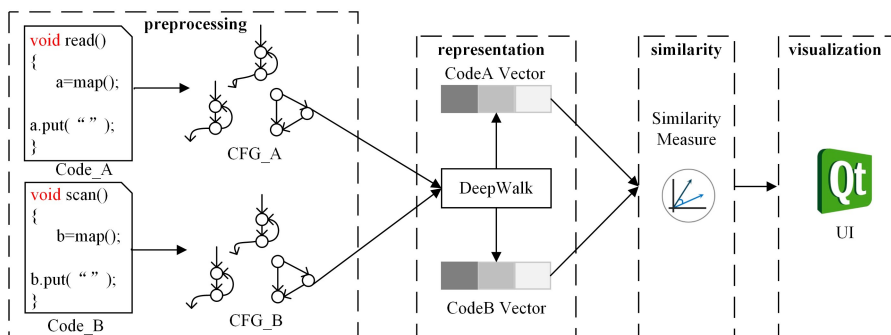 preprocessing
void read()
{
a=map();
a.put( “” );
}
Code_A
CFG_A
void scan()
{
b=map();
b.put( “” );
}
Code_B
CFG_B
representation
CodeA Vector
DeepWalk
CodeB Vector
similarity
Similarity
Measure
visualization
Qt
UI